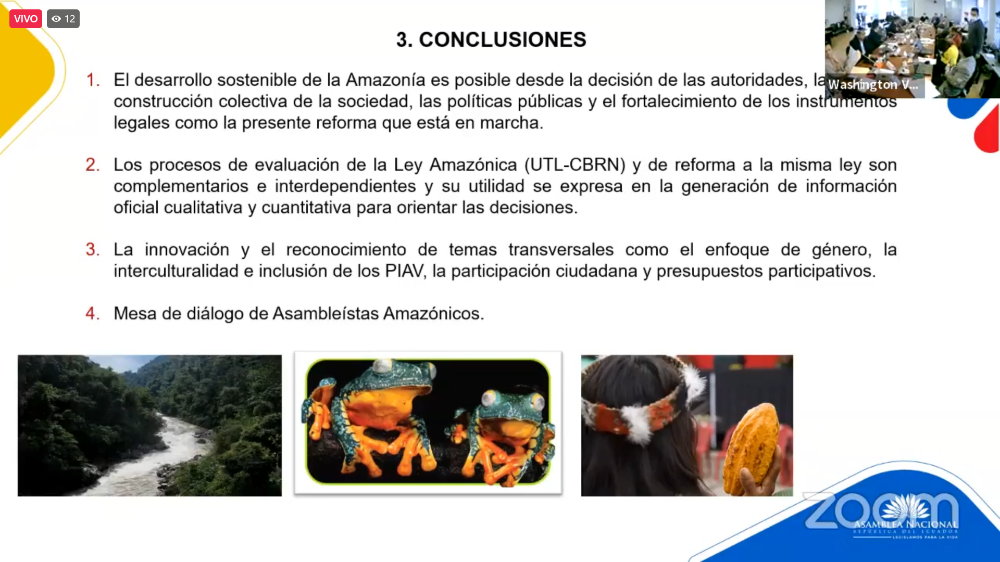 VIVO
12
3. CONCLUSIONES
1. El desarrollo sostenible de la Amazonía es posible desde la decisión de las autoridades, la
construcción colectiva de la sociedad, las políticas públicas y el fortalecimiento de los instrumentos
legales como la presente reforma que está en marcha.
2. Los procesos de evaluación de la Ley Amazónica (UTL-CBRN) y de reforma a la misma ley son
complementarios e interdependientes y su utilidad se expresa en la generación de información
oficial cualitativa y cuantitativa para orientar las decisiones.
3. La innovación y el reconocimiento de temas transversales como el enfoque de género, la
interculturalidad e inclusión de los PIAV, la participación ciudadana y presupuestos participativos.
4. Mesa de diálogo de Asambleístas Amazónicos.
Washington V...
zoom
ASAMBLEA NACIONAL
REPÚBLICA DEL ECUADOR
LEGISLAMOS PARA LA VIDA